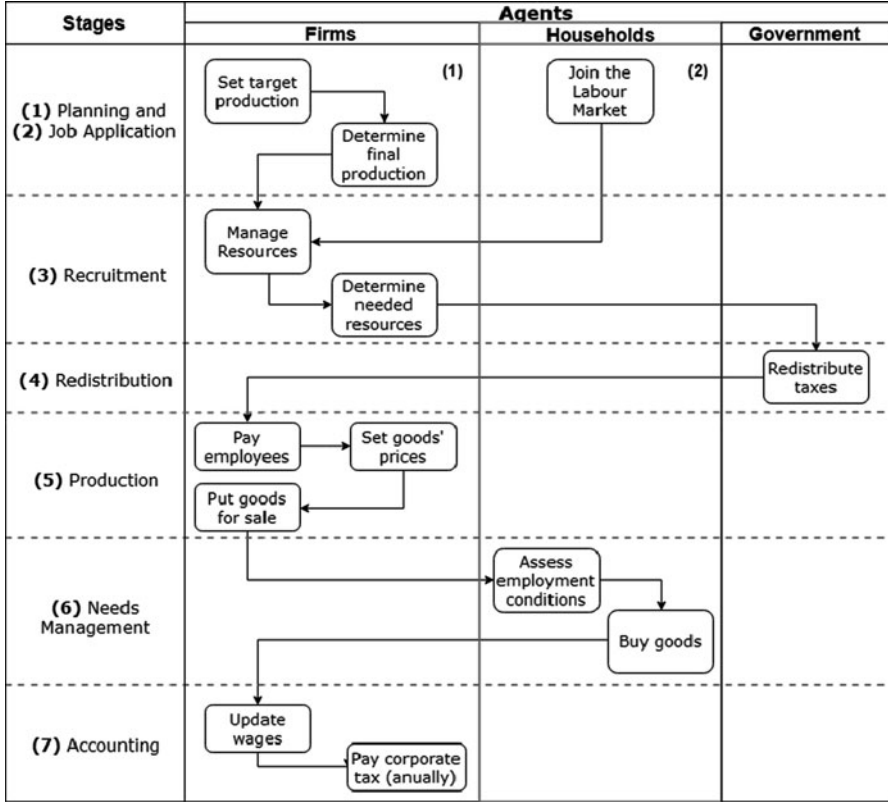 Stages
Agents
Firms
Households
Government
(1) Planning and
(2) Job Application
Set target
production
(1)
Determine
final
production
Join the
Labour
Market
(2)
(3) Recruitment
Manage
Resources
Determine
needed
resources
(4) Redistribution
Redistribute
taxes
(5) Production
Pay
employees
Set goods'
prices
Put goods
for sale
(6) Needs
Management
Assess
employment
conditions
Buy goods
(7) Accounting
Update
wages
Pay corporate
tax (anually)